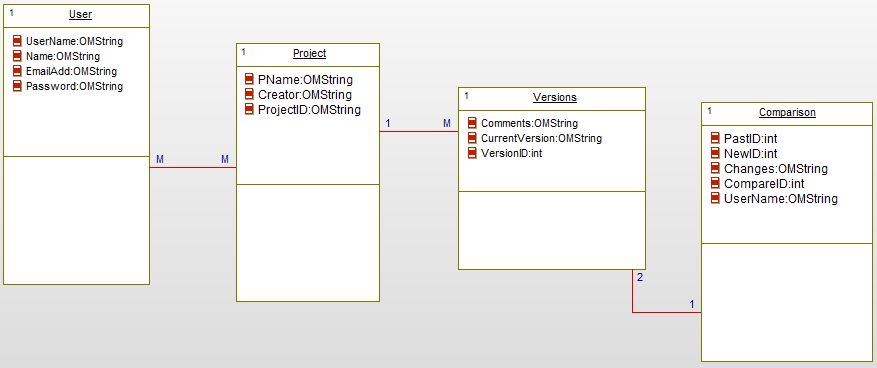 1
User
UserName:OMString
Name:OMString
EmailAdd:OMString
Password:OMString
M
M
1
Project
PName:OMString
Creator:OMString
ProjectID:OMString
1
M
1
Versions
Comments:OMString
CurrentVersion:OMString
VersionID:int
2
1
1
Comparison
PastID:int
NewID:int
Changes:OMString
CompareID:int
UserName:OMString